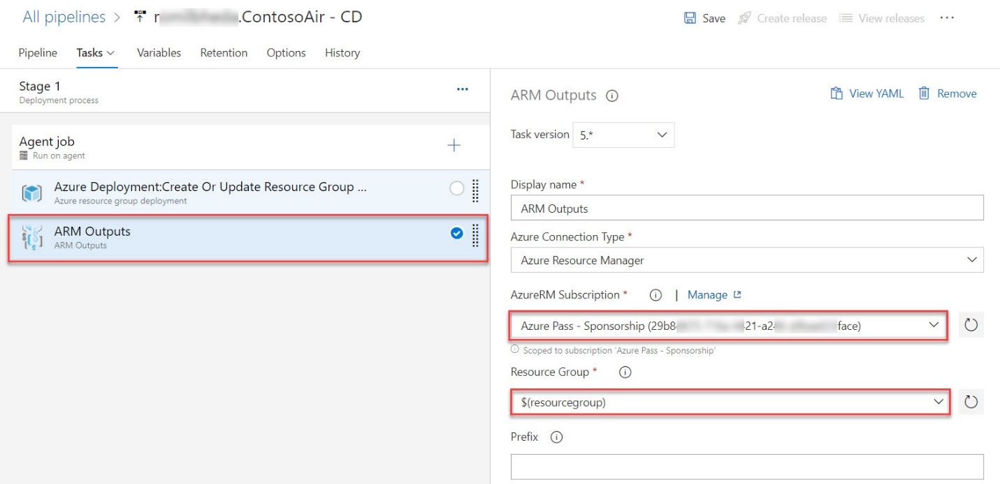 All pipelines > r .ContosoAir - CD
Save Create release View releases ...
Pipeline Tasks Variables Retention Options History
Stage 1
Deployment process
...
Agent job
Run on agent
Azure Deployment:Create Or Update Resource Group ...
Azure resource group deployment
ARM Outputs
ARM Outputs
ARM Outputs
View YAML Remove
Task version 5.*
Display name *
ARM Outputs
Azure Connection Type *
Azure Resource Manager
AzureRM Subscription * | Manage
Azure Pass - Sponsorship (29b8 21-a2 face)
Scoped to subscription 'Azure Pass - Sponsorship'
Resource Group *
$(resourcegroup)
Prefix